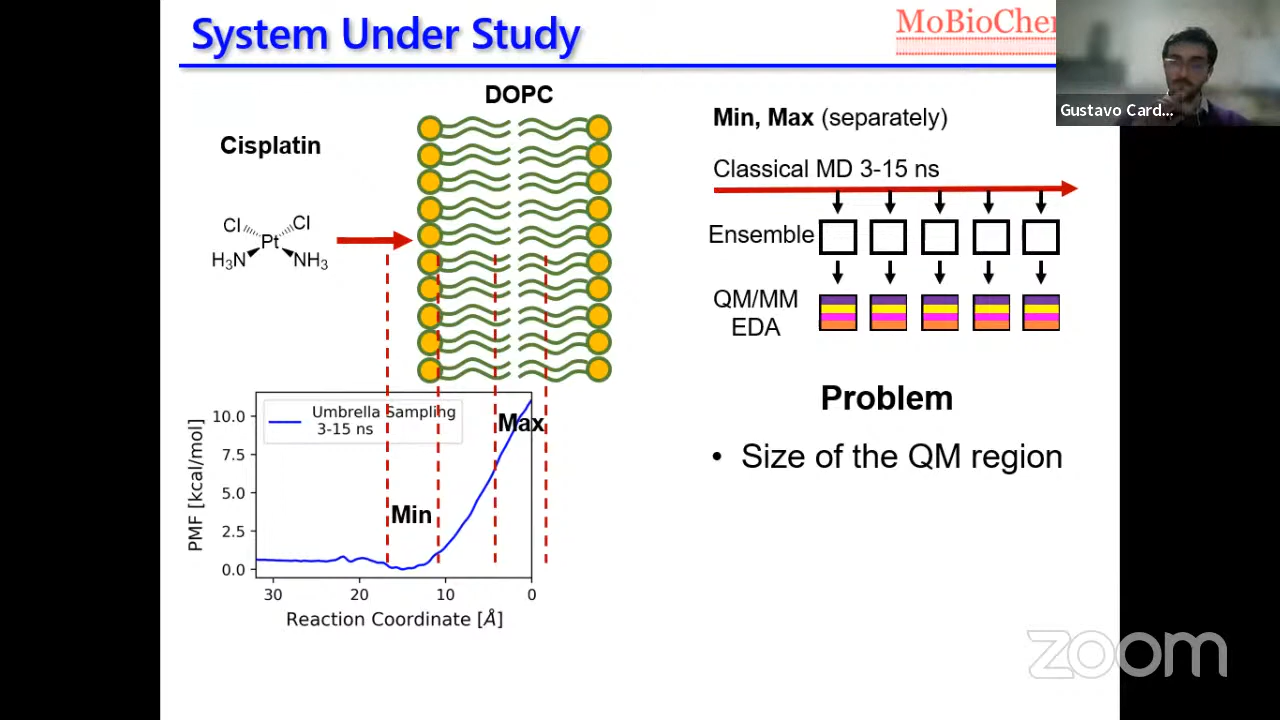 System Under Study
MoBioChem
Gustavo Card...
DOPC
Cisplatin
Cl
Cl
Pt
H3N
NH3
Min, Max (separately)
Classical MD 3-15 ns
Ensemble
QM/MM
EDA
Problem
• Size of the QM region
Umbrella Sampling
3-15 ns
Max
Min
PMF [kcal/mol]
10.0
7.5
5.0
2.5
0.0
30
20
10
0
Reaction Coordinate [Å]
zoom